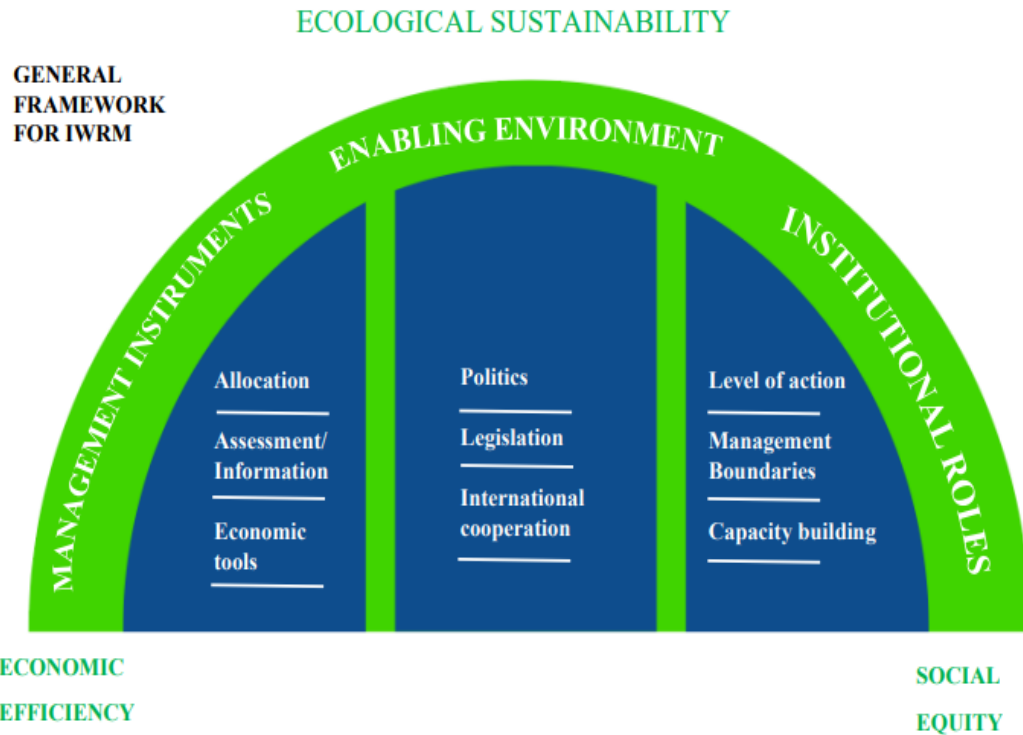 ECOLOGICAL SUSTAINABILITY
GENERAL
FRAMEWORK
FOR IWRM
ENABLING ENVIRONMENT
MANAGEMENT INSTRUMENTS
INSTITUTIONAL ROLES
Allocation
Assessment/
Information
Economic
tools
Politics
Legislation
International
cooperation
Level of action
Management
Boundaries
Capacity building
ECONOMIC
EFFICIENCY
SOCIAL
EQUITY